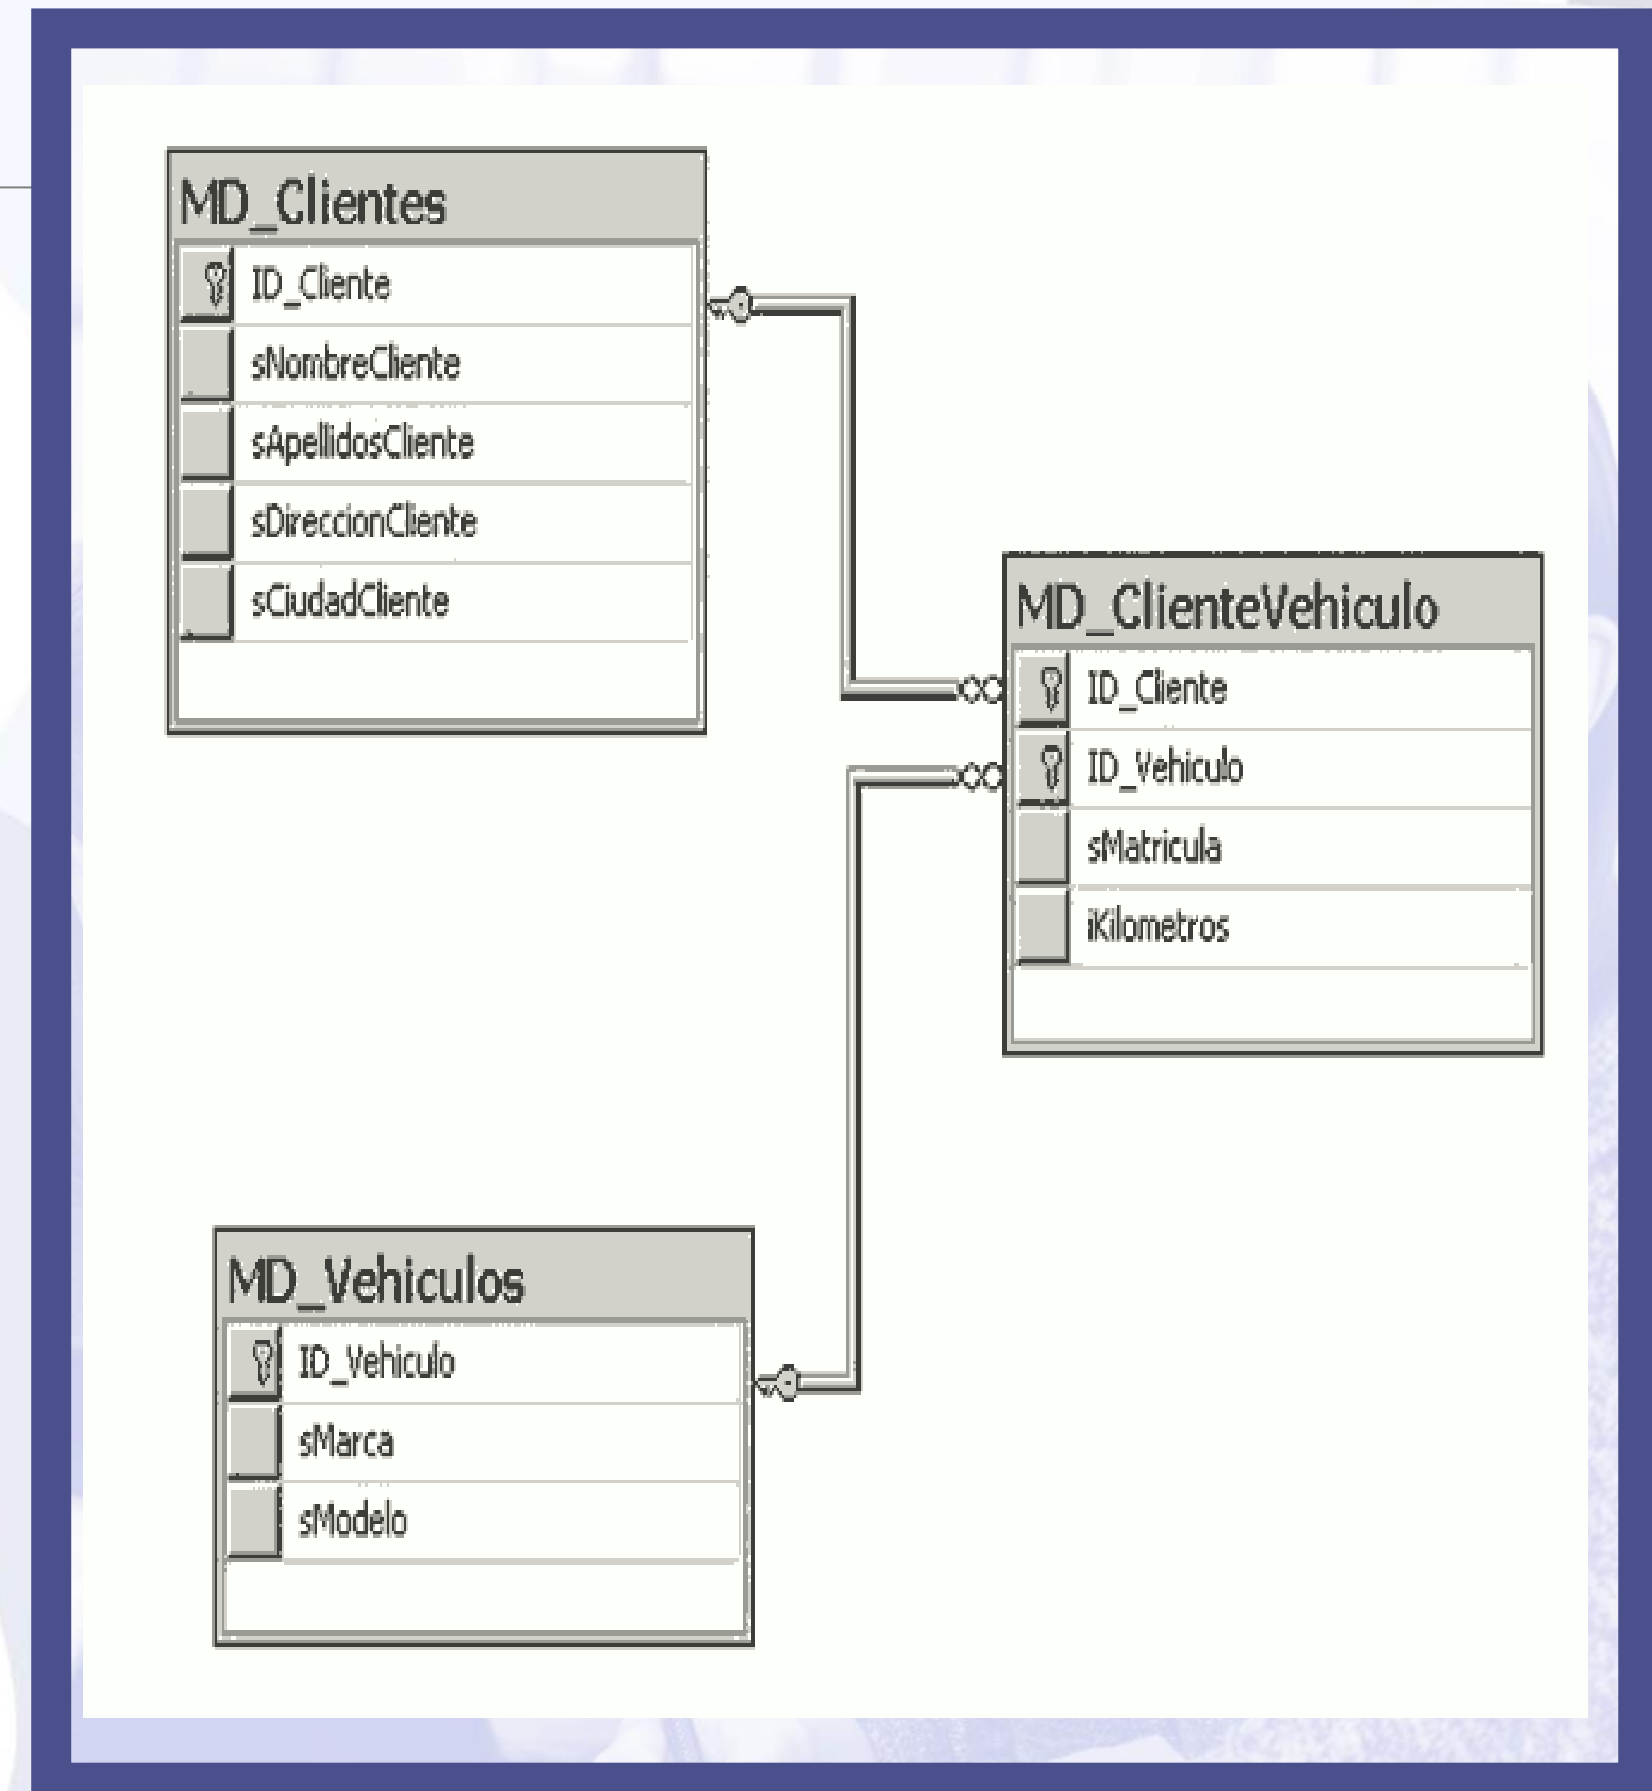 MD_Clientes
ID_Cliente
sNombreCliente
sApellidosCliente
sDireccionCliente
sCiudadCliente
MD_ClienteVehiculo
ID_Cliente
ID_Vehiculo
sMatricula
iKilometros
MD_Vehiculos
ID_Vehiculo
sMarca
sModelo